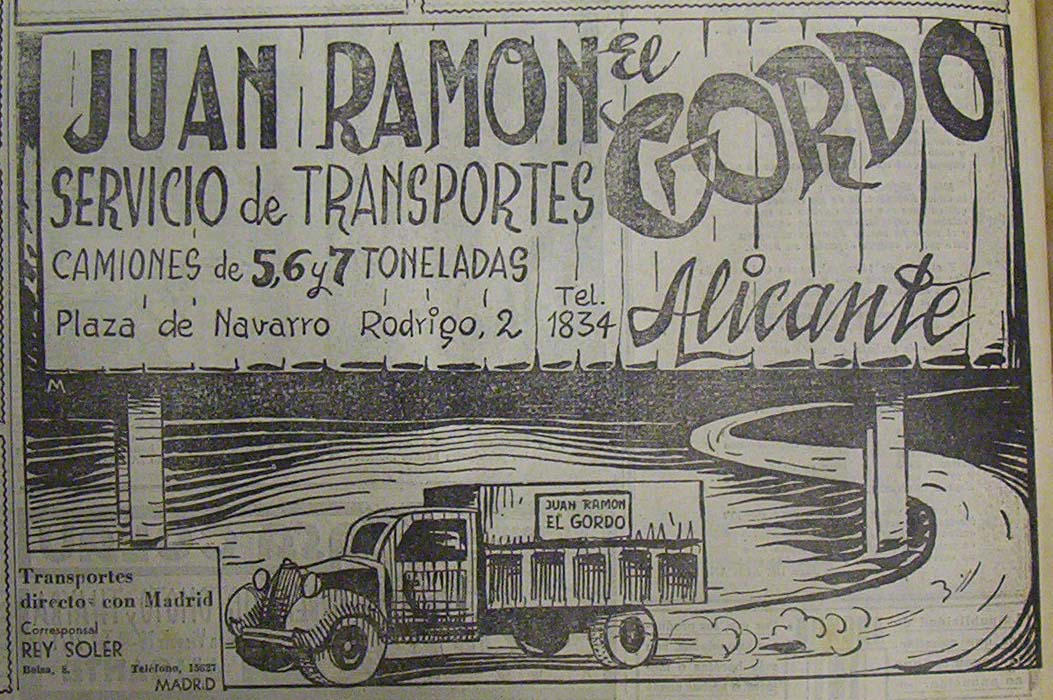 JUAN RAMON El GORDO
SERVICIO de TRANSPORTES
CAMIONES de 5,6 y 7 TONELADAS
Plaza de Navarro Rodrigo, 2
Tel.
1834
Alicante
M
JUAN RAMON
EL GORDO
Transportes
directos con Madrid
Corresponsal
REY SOLER
Bolsa, 8. Teléfono, 15627
MADRID